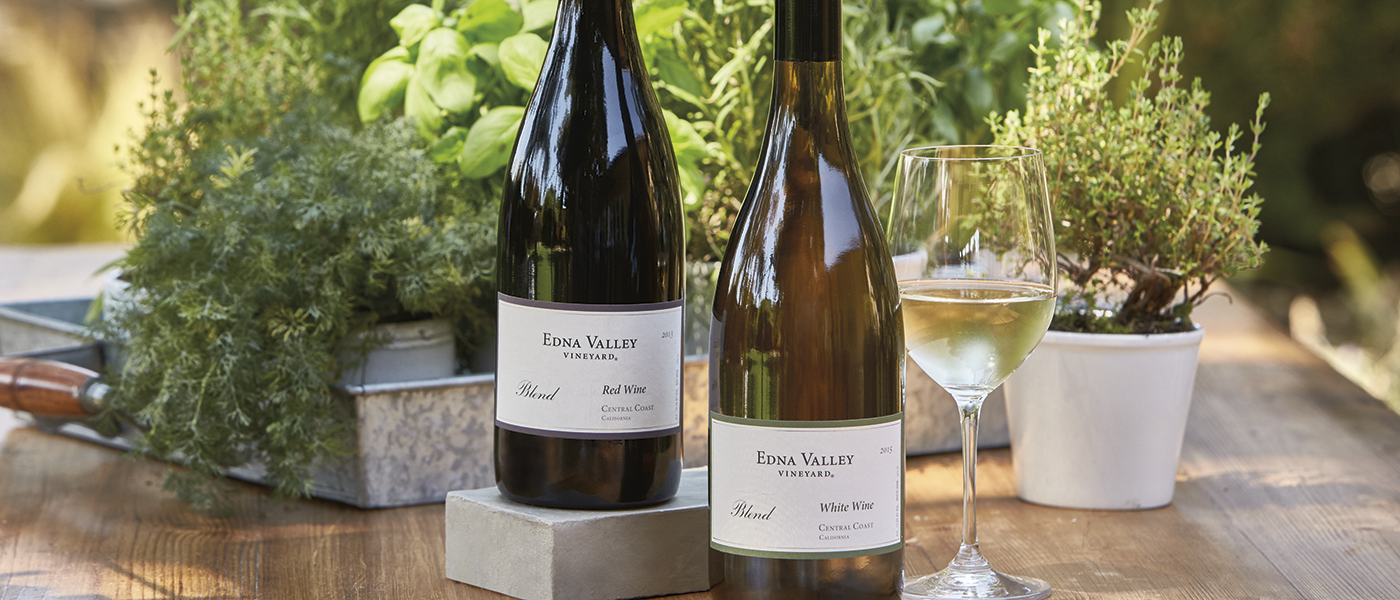 EDNA VALLEY
VINEYARD®
Blend
Red Wine
CENTRAL COAST
CALIFORNIA
EDNA VALLEY
2015
VINEYARD®
Blend
White Wine
CENTRAL COAST
CALIFORNIA